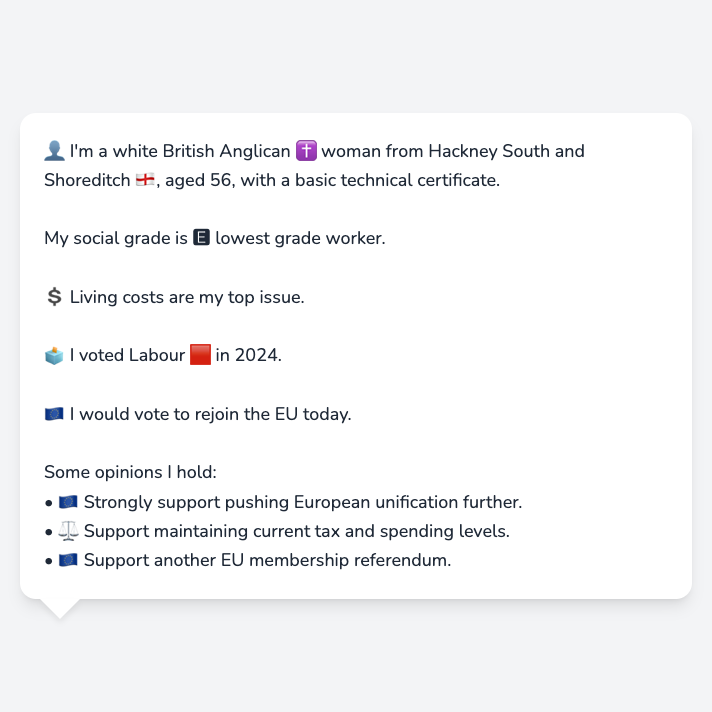 👤 I'm a white British Anglican ✝️ woman from Hackney South and
Shoreditch 🏴󠁧󠁢󠁥󠁮󠁧󠁿, aged 56, with a basic technical certificate.
My social grade is 🅴 lowest grade worker.
💲 Living costs are my top issue.
🗳️ I voted Labour 🟥 in 2024.
🇪🇺 I would vote to rejoin the EU today.
Some opinions I hold:
• 🇪🇺 Strongly support pushing European unification further.
• ⚖️ Support maintaining current tax and spending levels.
• 🇪🇺 Support another EU membership referendum.